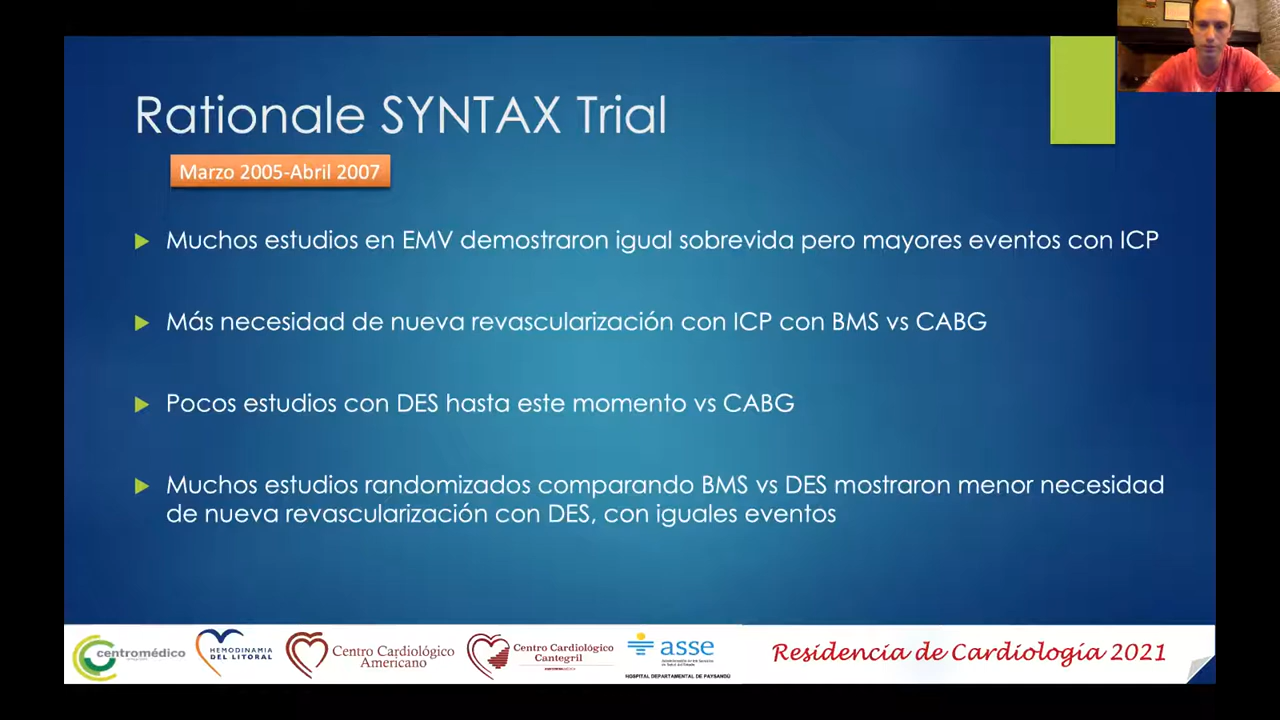 Rationale SYNTAX Trial
Marzo 2005-Abril 2007
Muchos estudios en EMV demostraron igual sobrevida pero mayores eventos con ICP
Más necesidad de nueva revascularización con ICP con BMS vs CABG
Pocos estudios con DES hasta este momento vs CABG
Muchos estudios randomizados comparando BMS vs DES mostraron menor necesidad
de nueva revascularización con DES, con iguales eventos
centromédico
HEMODINAMIA
DEL LITORAL
Centro Cardiológico
Americano
Centro Cardiológico
Cantegril
asse
HOSPITAL DEPARTAMENTAL DE PAYSANDÚ
Residencia de Cardiología 2021